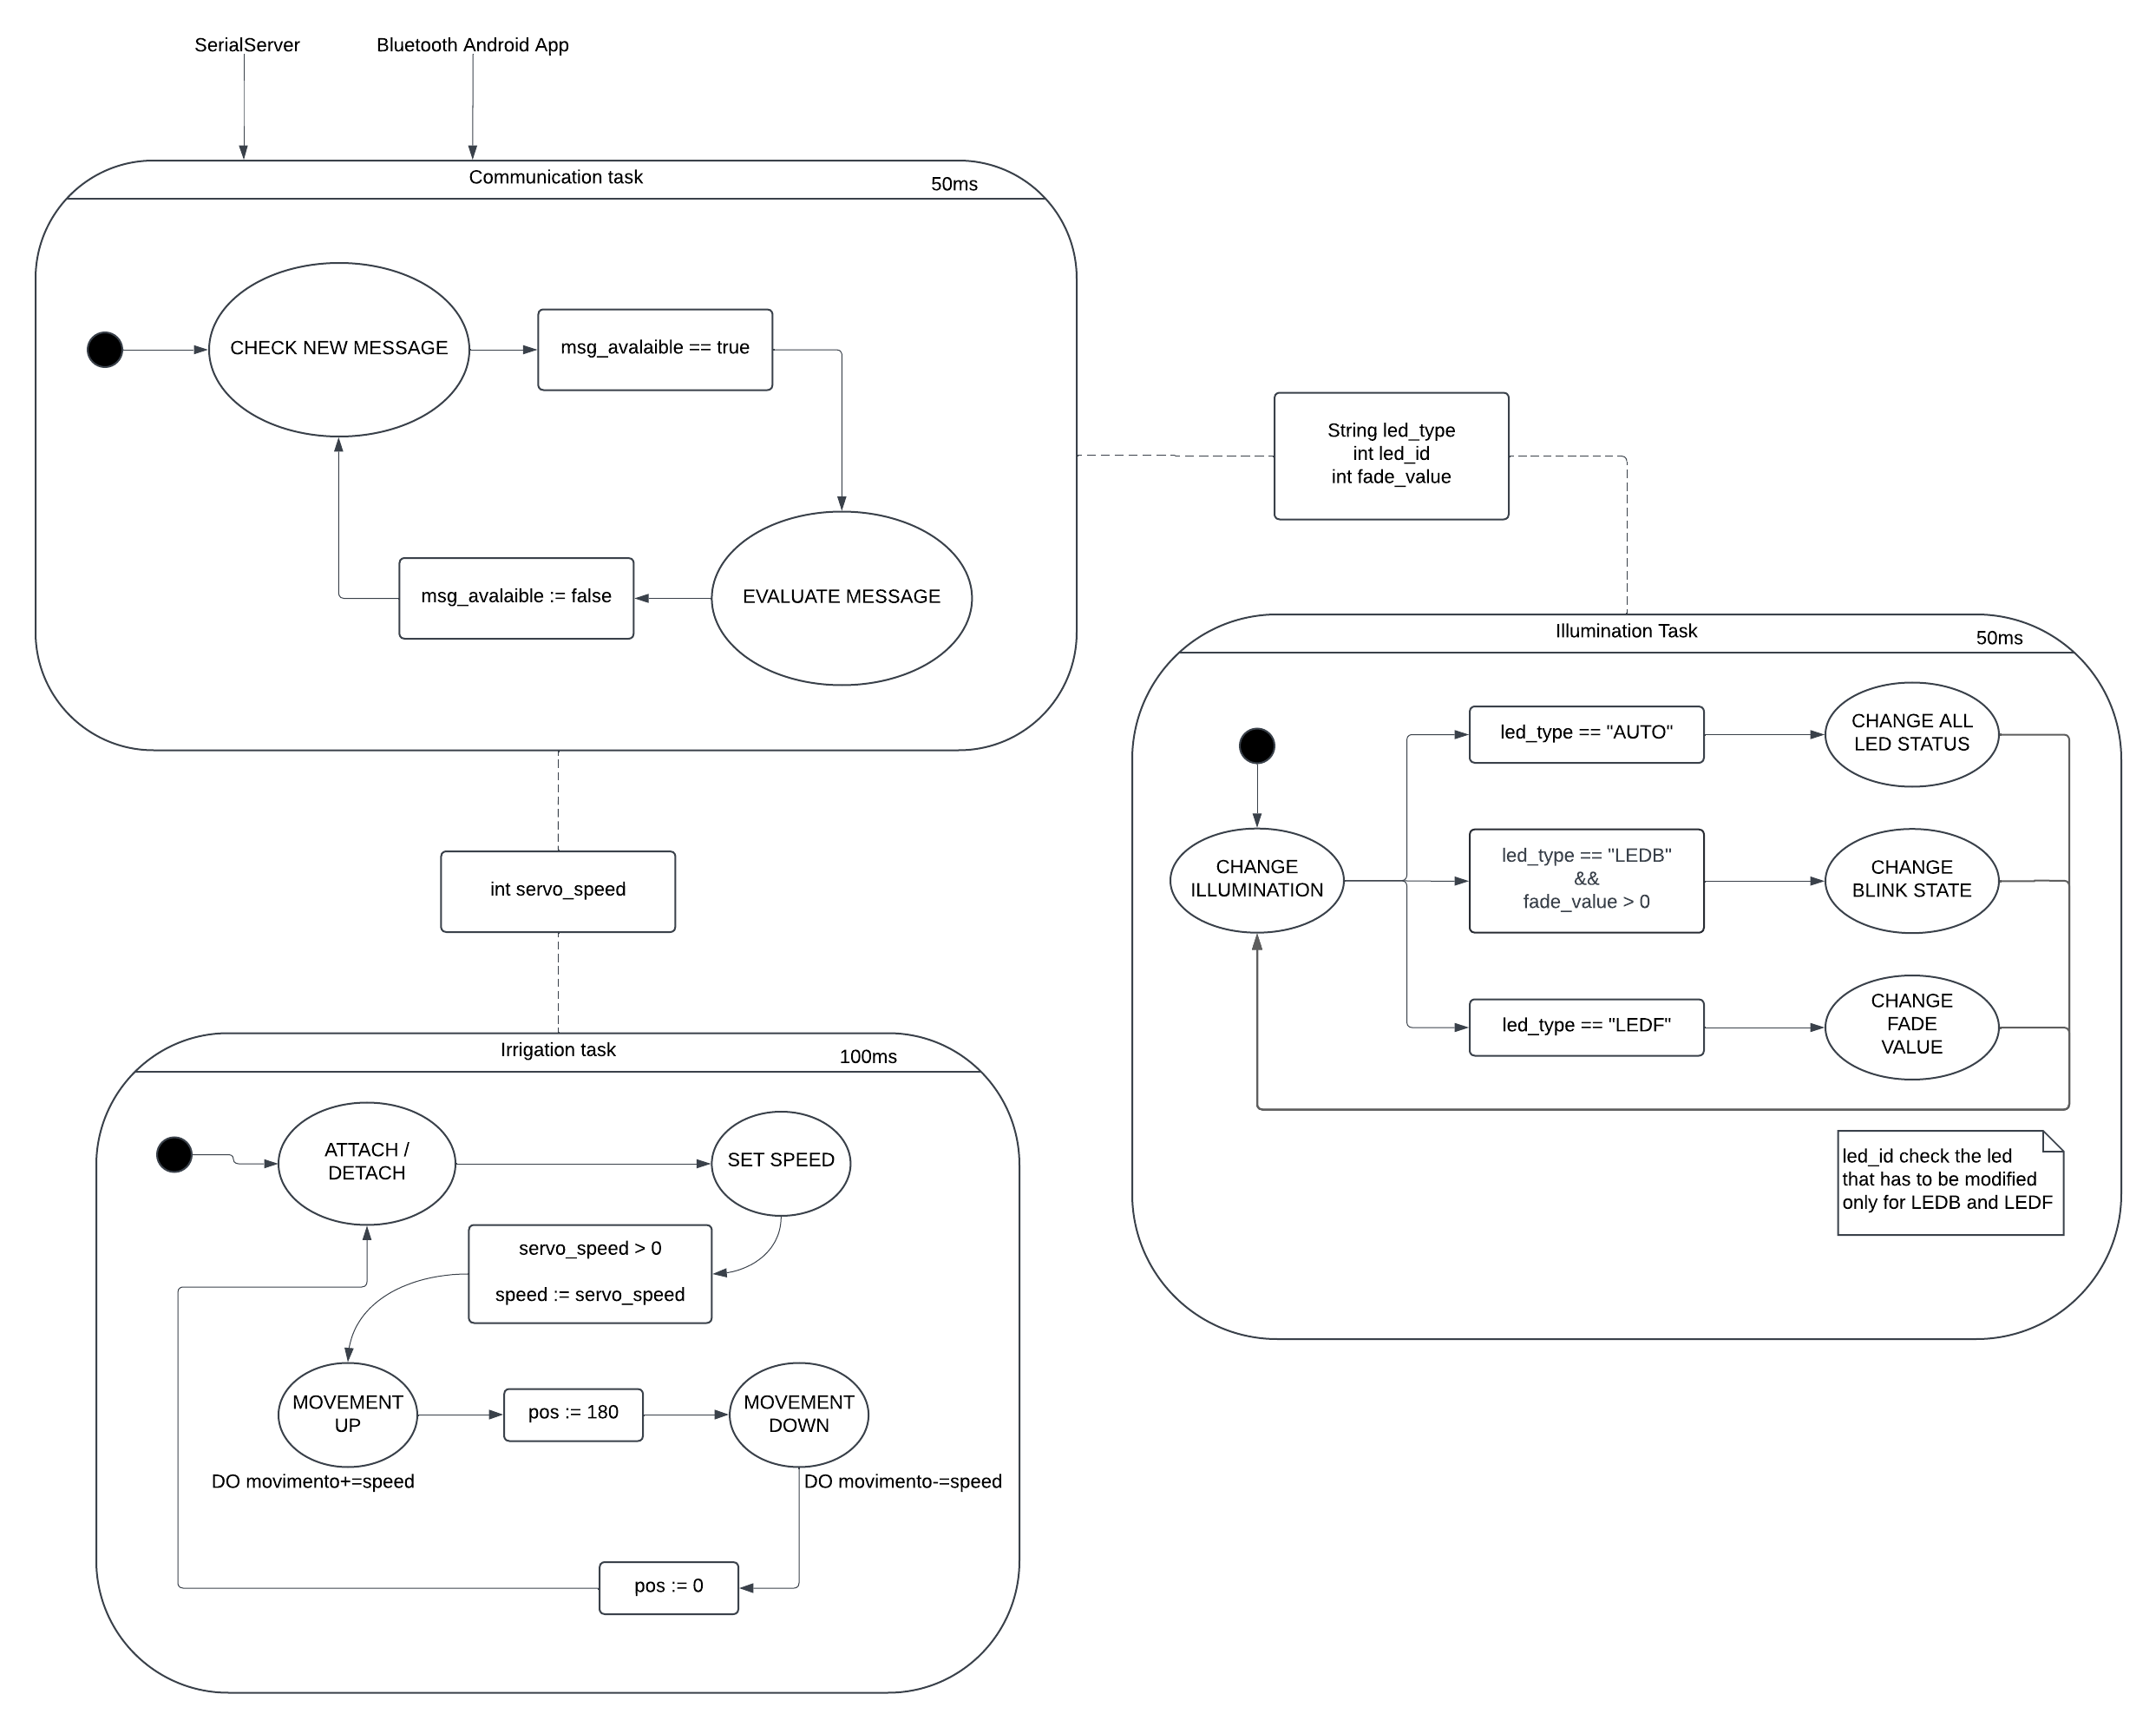 SerialServer
Bluetooth Android App
Communication task
50ms
CHECK NEW MESSAGE
msg_avalaible == true
msg_avalaible := false
EVALUATE MESSAGE
String led_type
int led_id
int fade_value
int servo_speed
Illumination Task
50ms
led_type == "AUTO"
CHANGE ALL
LED STATUS
CHANGE
ILLUMINATION
led_type == "LEDB"
&&
fade_value > 0
CHANGE
BLINK STATE
led_type == "LEDF"
CHANGE
FADE
VALUE
led_id check the led
that has to be modified
only for LEDB and LEDF
Irrigation task
100ms
ATTACH /
DETACH
SET SPEED
servo_speed > 0
speed := servo_speed
MOVEMENT
UP
pos := 180
MOVEMENT
DOWN
DO movimento+=speed
DO movimento-=speed
pos := 0